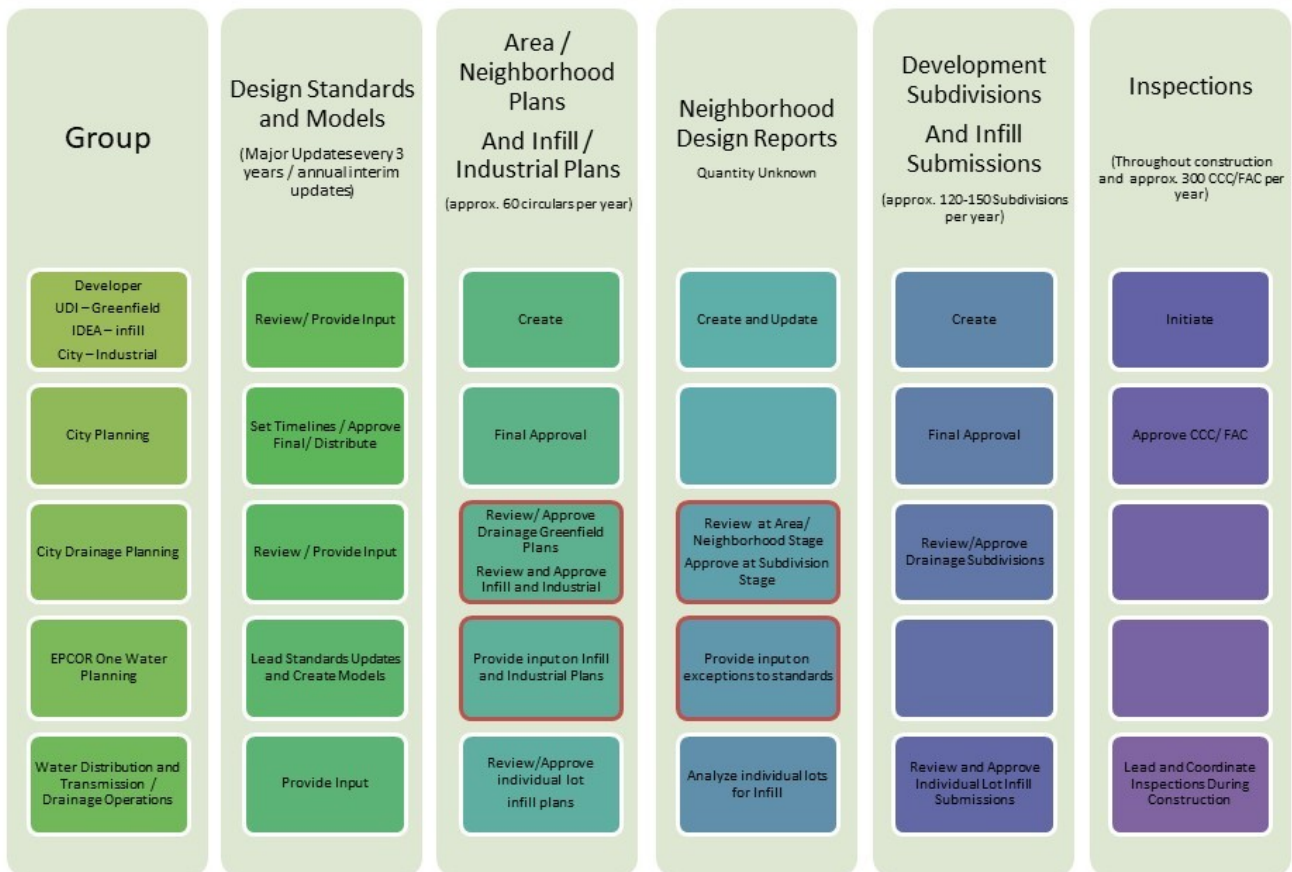 Group
Design Standards
and Models
(Major Updates every 3
years / annual interim
updates)
Area /
Neighborhood
Plans
And Infill /
Industrial Plans
(approx. 60 circulars per year)
Neighborhood
Design Reports
Quantity Unknown
Development
Subdivisions
And Infill
Submissions
(approx. 120-150 Subdivisions
per year)
Inspections
(Throughout construction
and approx. 300 CCC/FAC per
year)
Developer
UDI – Greenfield
IDEA – infill
City – Industrial
Review/ Provide Input
Create
Create and Update
Create
Initiate
City Planning
Set Timelines / Approve
Final/ Distribute
Final Approval
Final Approval
Approve CCC/ FAC
City Drainage Planning
Review / Provide Input
Review/ Approve
Drainage Greenfield
Plans
Review and Approve
Infill and Industrial
Review at Area/
Neighborhood Stage
Approve at Subdivision
Stage
Review/Approve
Drainage Subdivisions
EPCOR One Water
Planning
Lead Standards Updates
and Create Models
Provide input on Infill
and Industrial Plans
Provide input on
exceptions to standards
Water Distribution and
Transmission /
Drainage Operations
Provide Input
Review/Approve
individual lot
infill plans
Analyze individual lots
for Infill
Review and Approve
Individual Lot Infill
Submissions
Lead and Coordinate
Inspections During
Construction